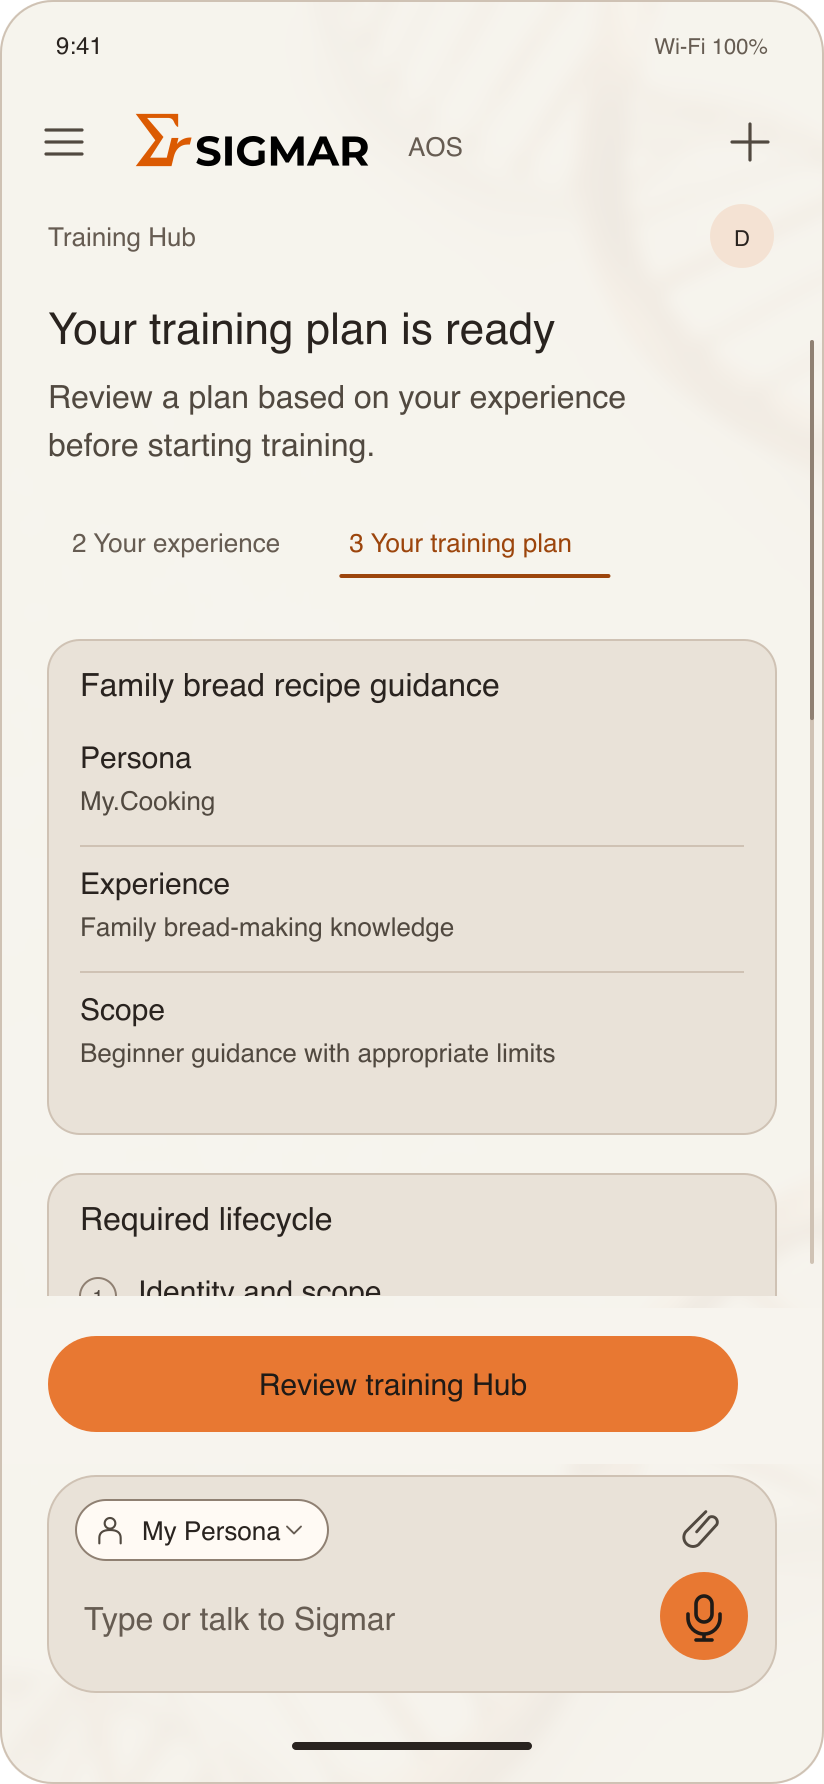 9:41
Wi-Fi 100%
Σr SIGMAR AOS
Training Hub
D
Your training plan is ready
Review a plan based on your experience
before starting training.
2 Your experience
3 Your training plan
Family bread recipe guidance
Persona
My.Cooking
Experience
Family bread-making knowledge
Scope
Beginner guidance with appropriate limits
Required lifecycle
1 Identity and scope
Review training Hub
My Persona
Type or talk to Sigmar